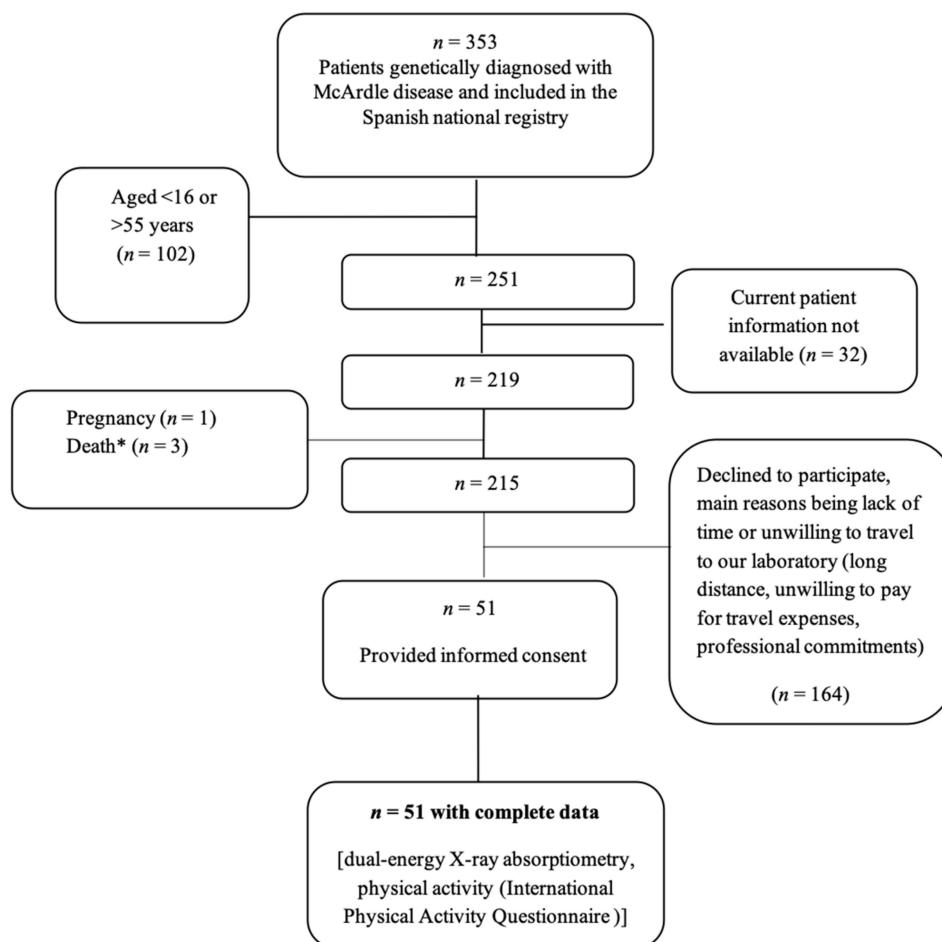 n = 353
Patients genetically diagnosed with
McArdle disease and included in the
Spanish national registry
Aged <16 or
>55 years
(n = 102)
n = 251
Current patient
information not
available (n = 32)
n = 219
Pregnancy (n = 1)
Death* (n = 3)
n = 215
Declined to participate,
main reasons being lack of
time or unwilling to travel
to our laboratory (long
distance, unwilling to pay
for travel expenses,
professional commitments)
(n = 164)
n = 51
Provided informed consent
n = 51 with complete data
[dual-energy X-ray absorptiometry,
physical activity (International
Physical Activity Questionnaire )]